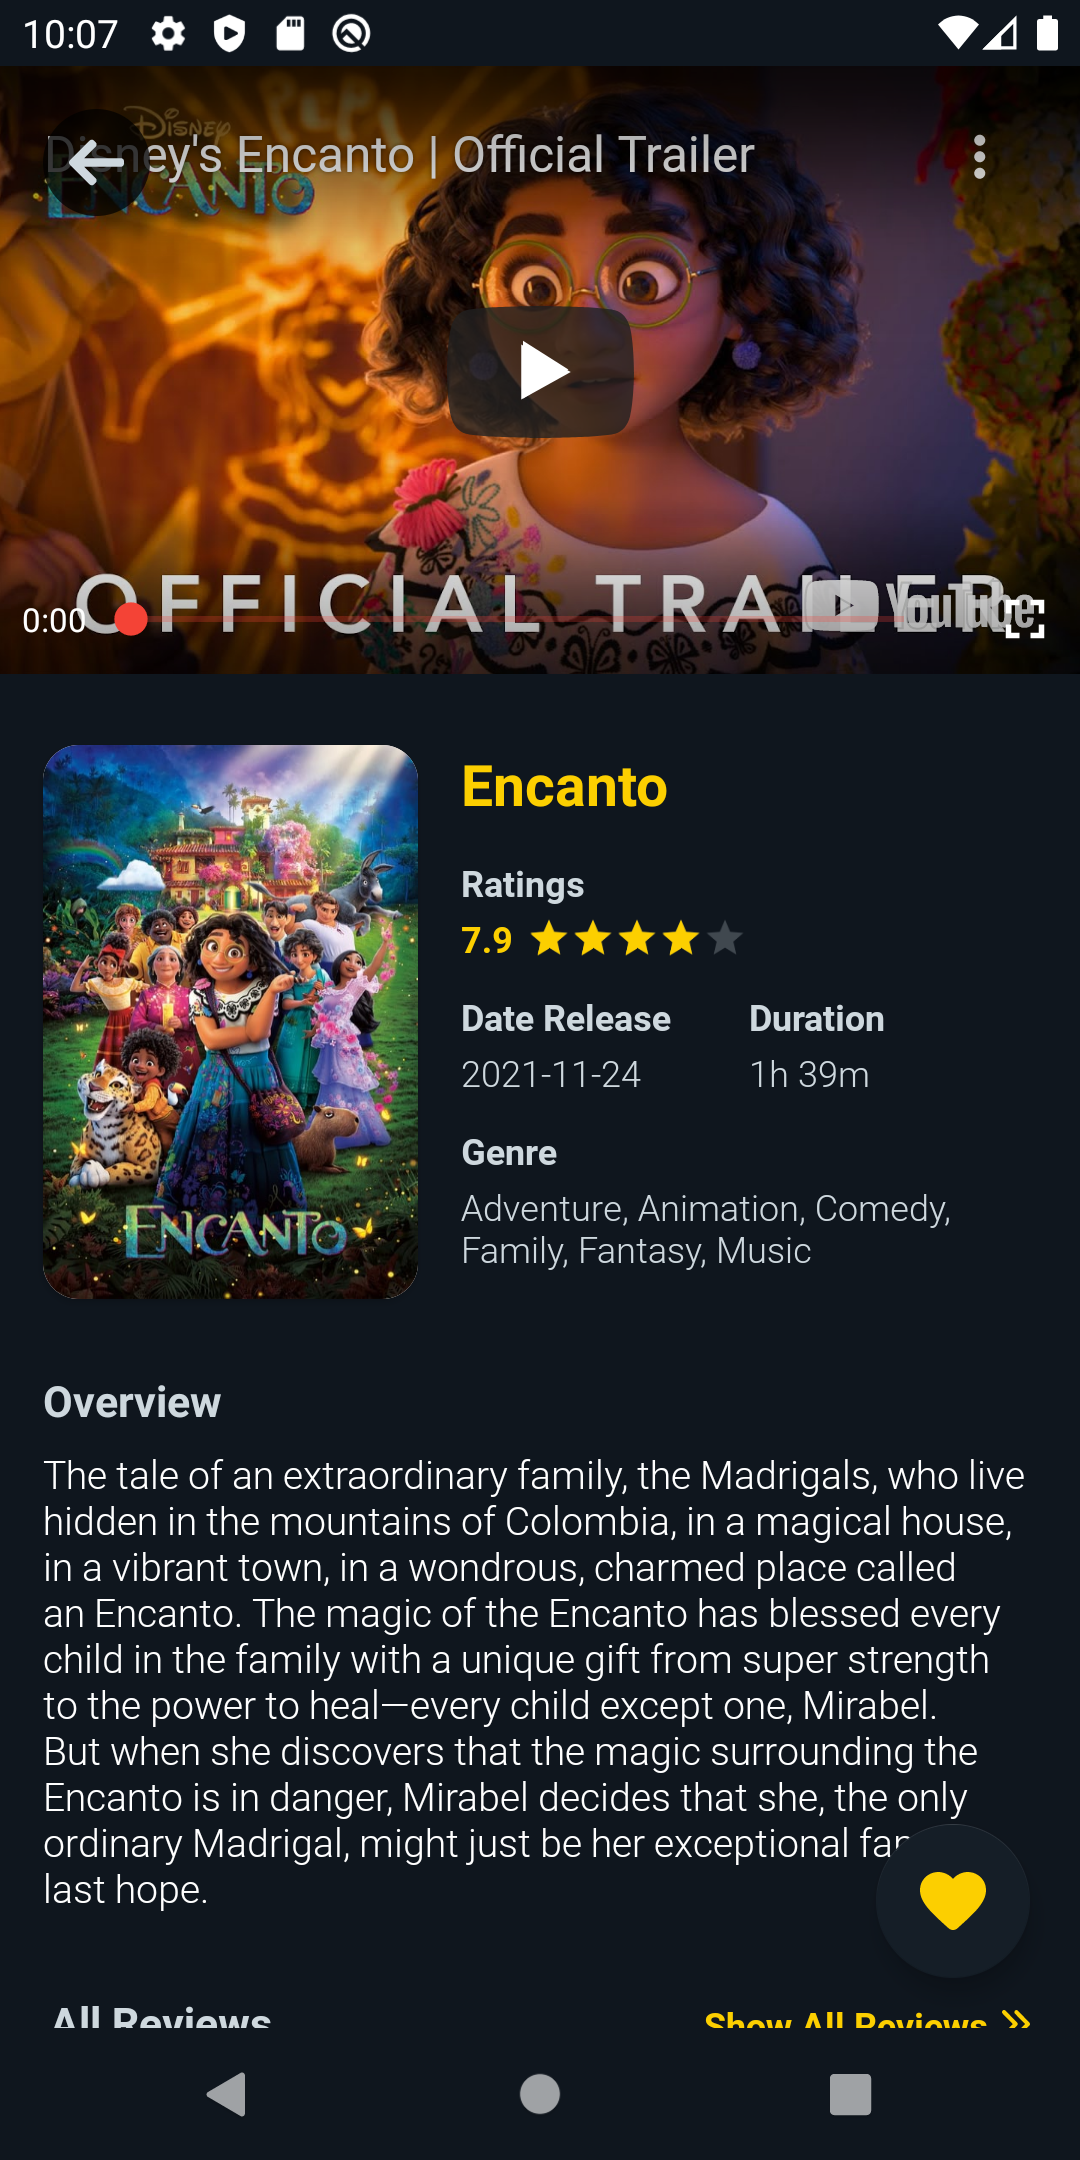 10:07
Disney
ENCANTO
Disney's Encanto | Official Trailer
OFFICIAL TRAILER
0:00
YouTube
Encanto
Ratings
7.9
Date Release
Duration
2021-11-24
1h 39m
Genre
Adventure, Animation, Comedy,
Family, Fantasy, Music
ENCANTO
Overview
The tale of an extraordinary family, the Madrigals, who live
hidden in the mountains of Colombia, in a magical house,
in a vibrant town, in a wondrous, charmed place called
an Encanto. The magic of the Encanto has blessed every
child in the family with a unique gift from super strength
to the power to heal—every child except one, Mirabel.
But when she discovers that the magic surrounding the
Encanto is in danger, Mirabel decides that she, the only
ordinary Madrigal, might just be her exceptional
last hope.
All Reviews
Show All Reviews